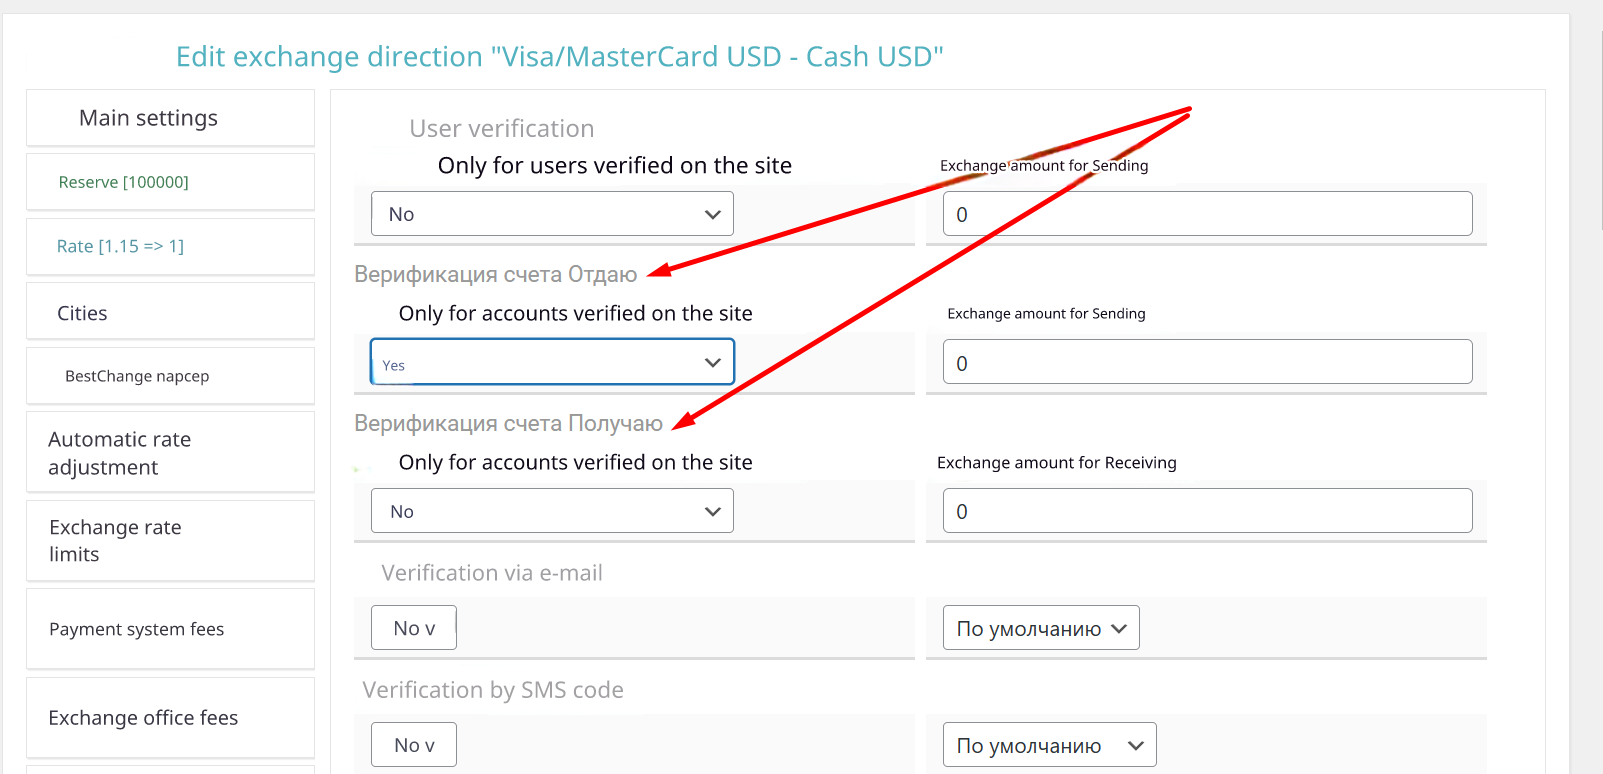 Edit exchange direction "Visa/MasterCard USD - Cash USD"
Main settings
Reserve [100000]
Rate [1.15 => 1]
Cities
BestChange парсер
Automatic rate
adjustment
Exchange rate
limits
Payment system fees
Exchange office fees
User verification
Only for users verified on the site
Exchange amount for Sending
No
0
Верификация счета Отдаю
Only for accounts verified on the site
Exchange amount for Sending
Yes
0
Верификация счета Получаю
Only for accounts verified on the site
Exchange amount for Receiving
No
0
Verification via e-mail
No v
По умолчанию
Verification by SMS code
No v
По умолчанию